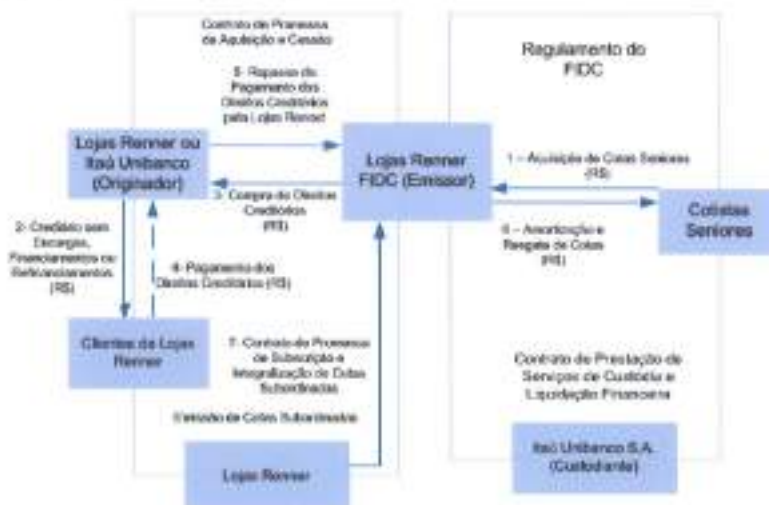 Contrato de Promessa
de Aquisição e Cessão
Regulamento do
FIDC
5- Repasse do
Pagamento dos
Direitos Creditórios
pela Lojas Renner
Lojas Renner ou
Itaú Unibanco
(Originador)
Lojas Renner
FIDC (Emissor)
1 – Aquisição de Cotas Seniores
(R$)
Cotistas
Seniores
3- Compra de Direitos
Creditórios
(R$)
6 – Amortização e
Resgate de Cotas
(R$)
2- Crediário sem
Encargos,
Financiamentos ou
Refinanciamentos
(R$)
4- Pagamento dos
Direitos Creditórios (R$)
Clientes da Lojas
Renner
7- Contrato de Promessa
de Subscrição e
Integralização de Cotas
Subordinadas
Emissão de Cotas Subordinadas
Contrato de Prestação de
Serviços de Custódia e
Liquidação Financeira
Lojas Renner
Itaú Unibanco S.A.
(Custodiante)